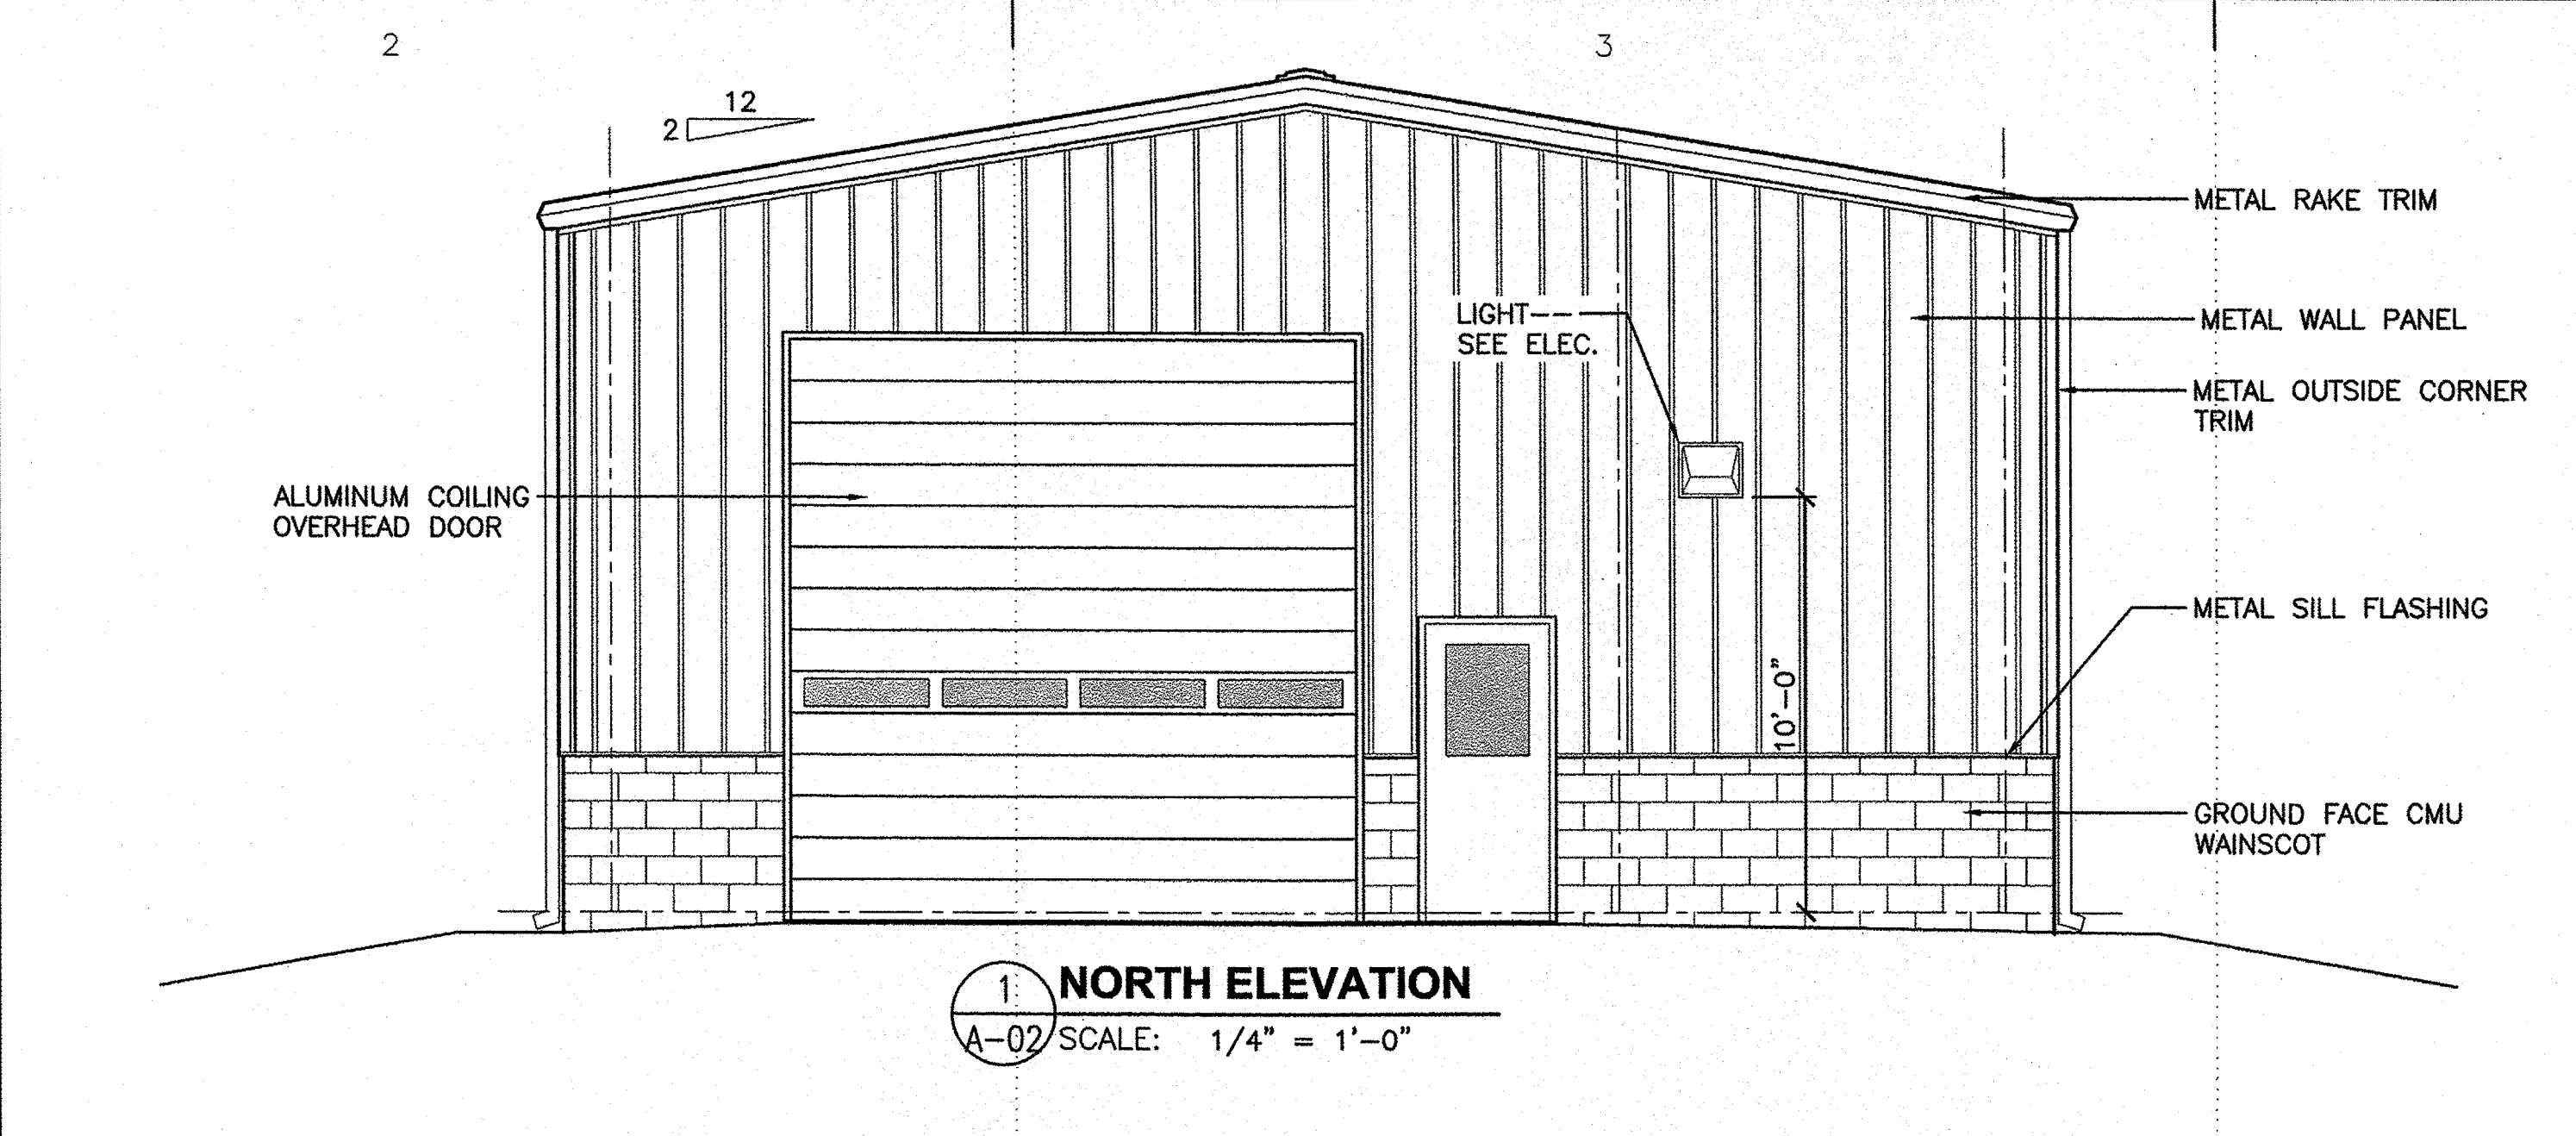 2
3
12
2
METAL RAKE TRIM
LIGHT--
SEE ELEC.
METAL WALL PANEL
METAL OUTSIDE CORNER
TRIM
ALUMINUM COILING
OVERHEAD DOOR
METAL SILL FLASHING
10'-0"
GROUND FACE CMU
WAINSCOT
1
NORTH ELEVATION
A-02
SCALE: 1/4" = 1'-0"